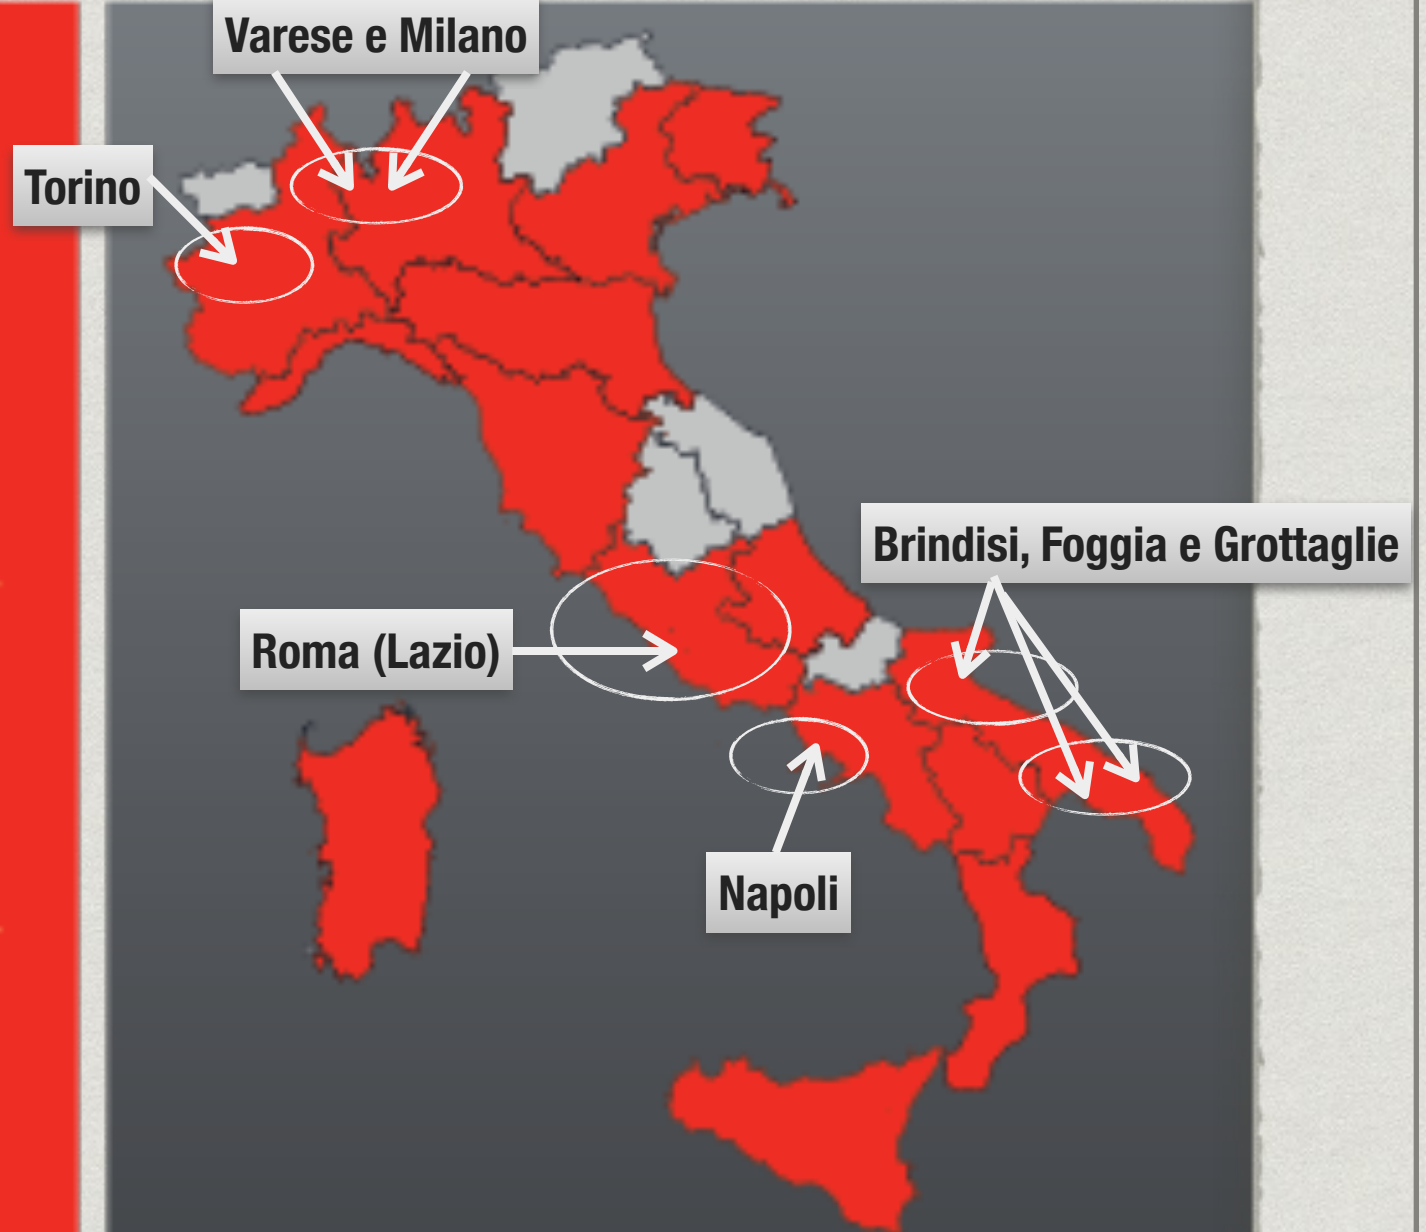 Varese e Milano
Torino
Brindisi, Foggia e Grottaglie
Roma (Lazio)
Napoli